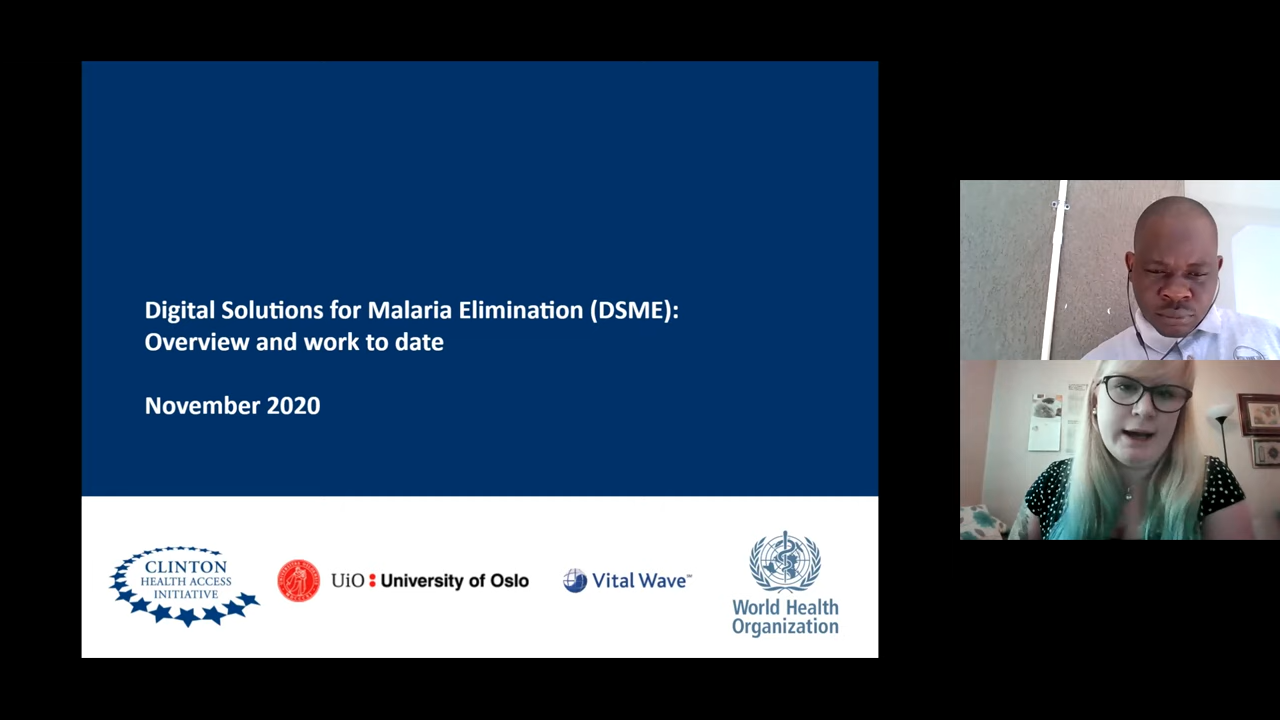 Digital Solutions for Malaria Elimination (DSME):
Overview and work to date
November 2020
CLINTON
HEALTH ACCESS
INITIATIVE
UiO University of Oslo
Vital Wave
World Health
Organization